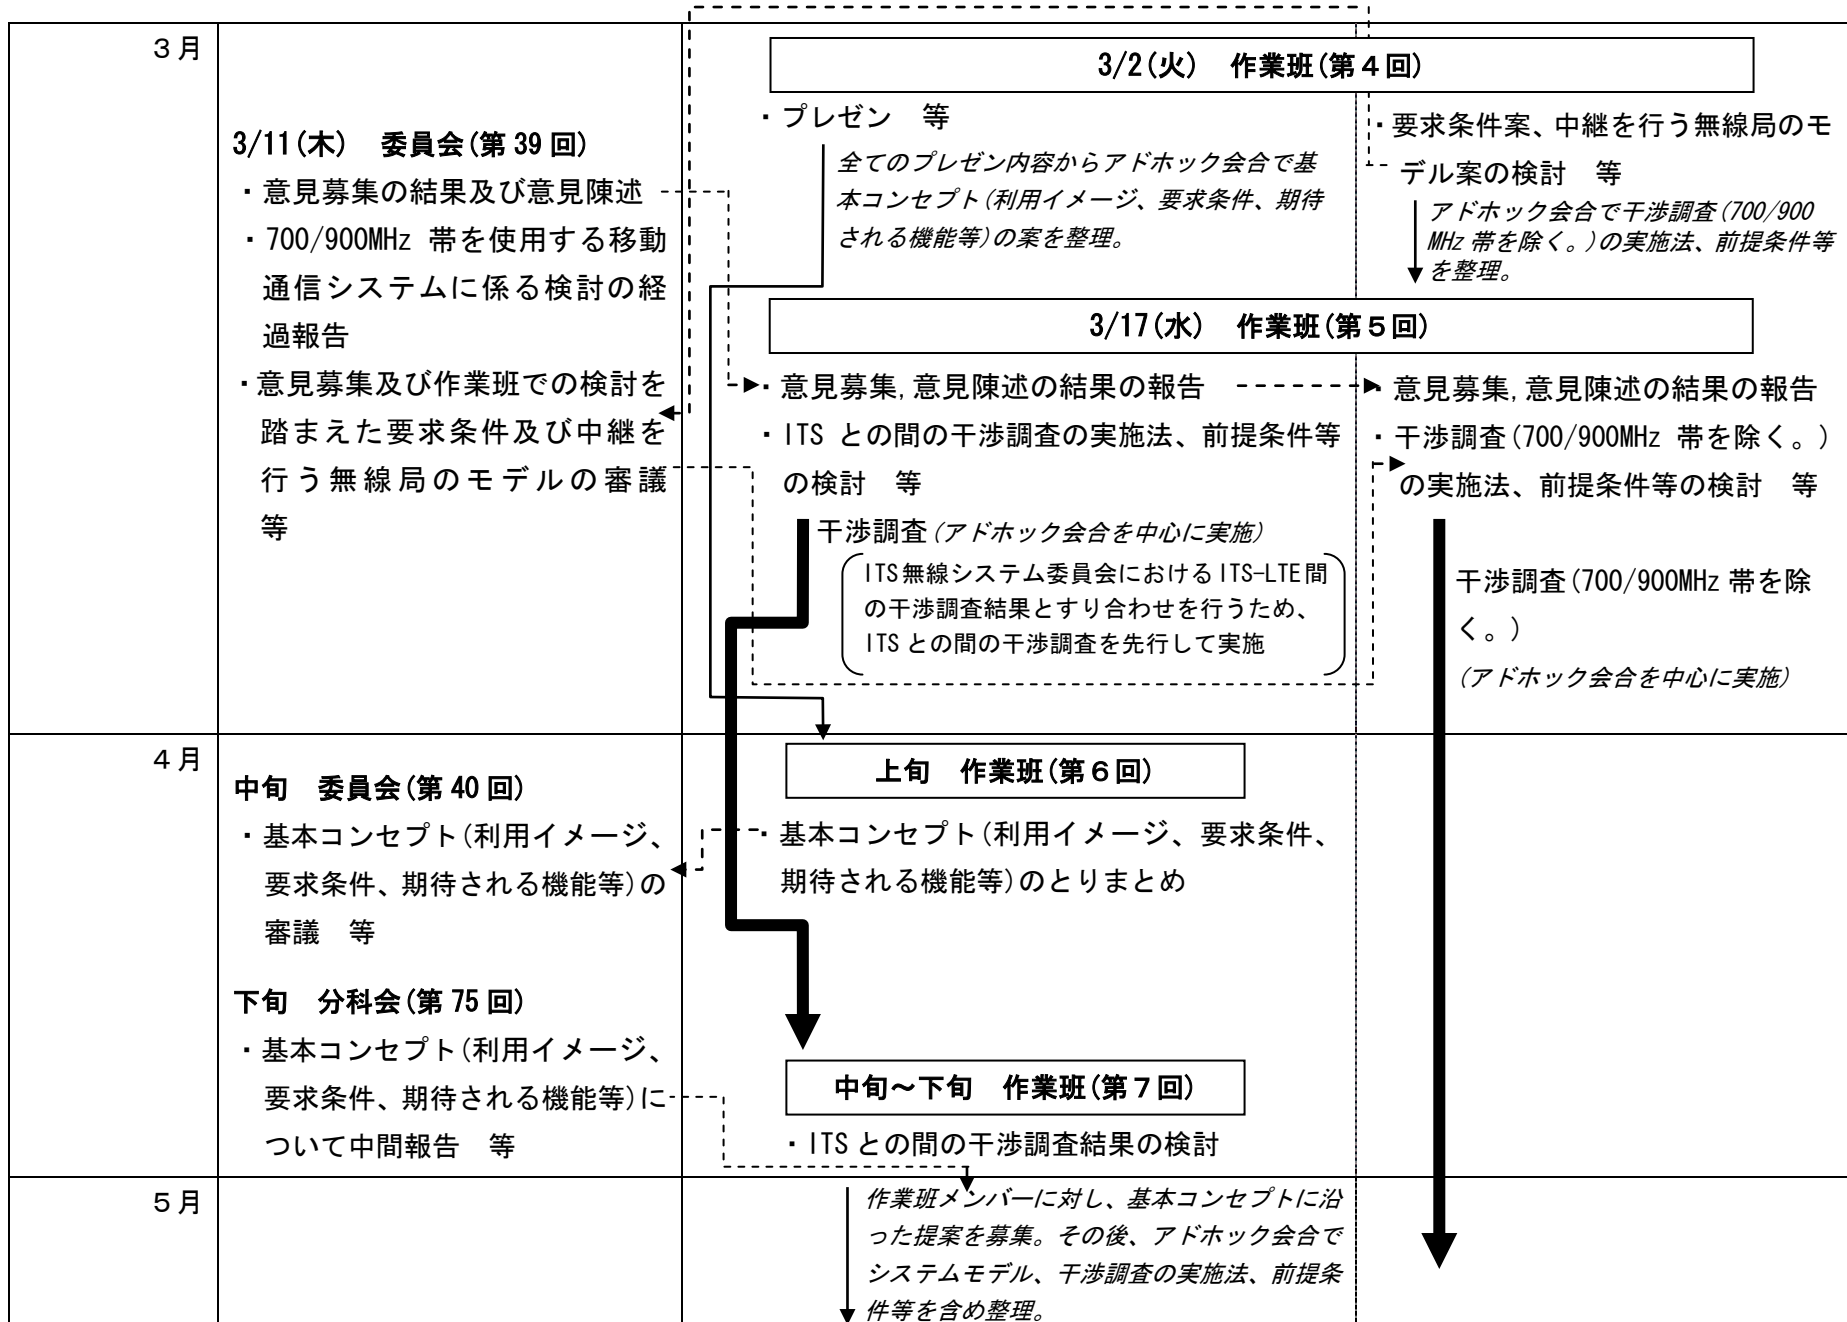 ３月
3/2(火)　作業班(第４回)
・プレゼン　等
全てのプレゼン内容からアドホック会合で基
本コンセプト(利用イメージ、要求条件、期待
される機能等)の案を整理。
・要求条件案、中継を行う無線局のモ
デル案の検討　等
アドホック会合で干渉調査(700/900
MHz 帯を除く。)の実施法、前提条件等
を整理。
3/11(木)　委員会(第 39 回)
・意見募集の結果及び意見陳述
・700/900MHz 帯を使用する移動
通信システムに係る検討の経
過報告
・意見募集及び作業班での検討を
踏まえた要求条件及び中継を
行う無線局のモデルの審議
等
3/17(水)　作業班(第５回)
・意見募集,意見陳述の結果の報告
・ITS との間の干渉調査の実施法、前提条件等
の検討　等
干渉調査(アドホック会合を中心に実施)
ITS無線システム委員会におけるITS-LTE間
の干渉調査結果とすり合わせを行うため、
ITS との間の干渉調査を先行して実施
・意見募集,意見陳述の結果の報告
・干渉調査(700/900MHz 帯を除く。)
の実施法、前提条件等の検討　等
干渉調査(700/900MHz 帯を除
く。)
(アドホック会合を中心に実施)
４月
中旬　委員会(第 40 回)
・基本コンセプト(利用イメージ、
要求条件、期待される機能等)の
審議　等
下旬　分科会(第 75 回)
・基本コンセプト(利用イメージ、
要求条件、期待される機能等)に
ついて中間報告　等
上旬　作業班(第６回)
・基本コンセプト(利用イメージ、要求条件、
期待される機能等)のとりまとめ
中旬～下旬　作業班(第７回)
・ITS との間の干渉調査結果の検討
５月
作業班メンバーに対し、基本コンセプトに沿
った提案を募集。その後、アドホック会合で
システムモデル、干渉調査の実施法、前提条
件等を含め整理。